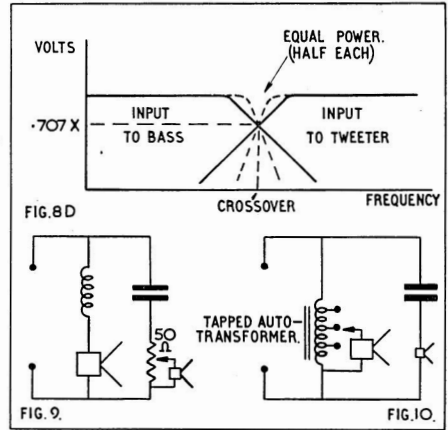 VOLTS
EQUAL POWER.
(HALF EACH)
.707 X
INPUT
TO BASS
INPUT
TO TWEETER
FIG. 8D
CROSSOVER
FREQUENCY
50
Ω
FIG. 9.
TAPPED AUTO-
TRANSFORMER.
FIG. 10.